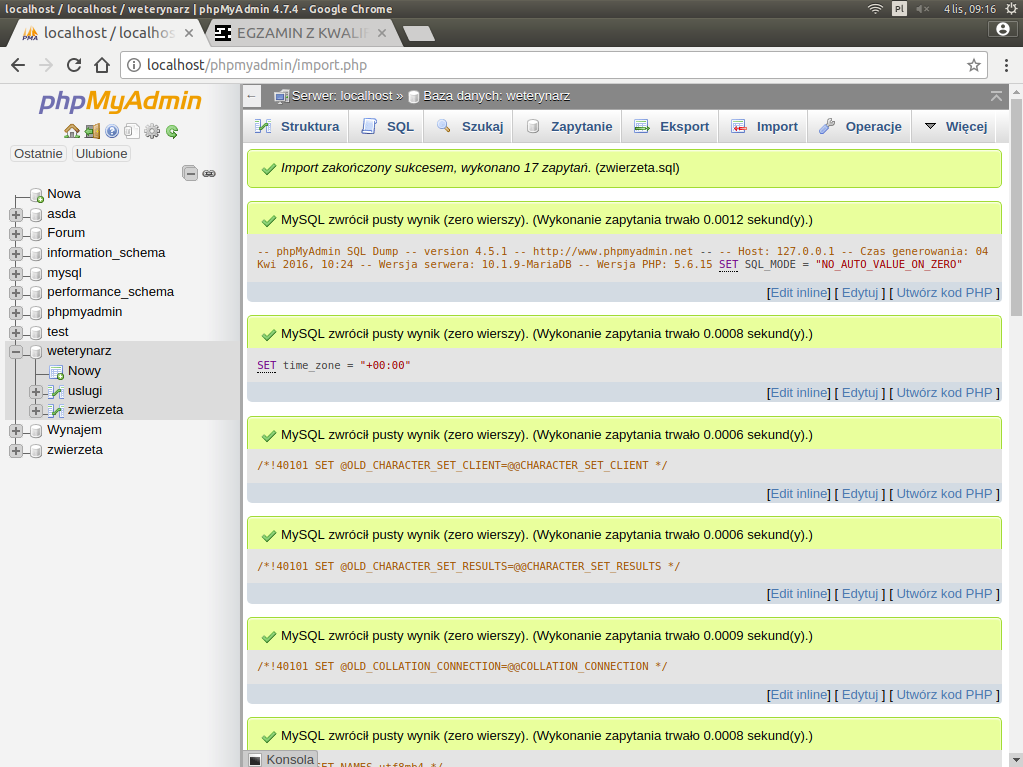 localhost / localhost / weterynarz | phpMyAdmin 4.7.4 - Google Chrome
Pl
4 lis, 09:16
localhost / localhos
EGZAMIN Z KWALI
localhost/phpmyadmin/import.php
phpMyAdmin
Ostatnie
Ulubione
Nowa
asda
Forum
information_schema
mysql
performance_schema
phpmyadmin
test
weterynarz
Nowy
uslugi
zwierzeta
Wynajem
zwierzeta
Serwer: localhost » Baza danych: weterynarz
Struktura
SQL
Szukaj
Zapytanie
Eksport
Import
Operacje
Więcej
Import zakończony sukcesem, wykonano 17 zapytań. (zwierzeta.sql)
MySQL zwrócił pusty wynik (zero wierszy). (Wykonanie zapytania trwało 0.0012 sekund(y).)
-- phpMyAdmin SQL Dump -- version 4.5.1 -- http://www.phpmyadmin.net -- -- Host: 127.0.0.1 -- Czas generowania: 04
Kwi 2016, 10:24 -- Wersja serwera: 10.1.9-MariaDB -- Wersja PHP: 5.6.15 SET SQL_MODE = "NO_AUTO_VALUE_ON_ZERO"
[Edit inline] [ Edytuj ] [ Utwórz kod PHP ]
MySQL zwrócił pusty wynik (zero wierszy). (Wykonanie zapytania trwało 0.0008 sekund(y).)
SET time_zone = "+00:00"
[Edit inline] [ Edytuj ] [ Utwórz kod PHP ]
MySQL zwrócił pusty wynik (zero wierszy). (Wykonanie zapytania trwało 0.0006 sekund(y).)
/*!40101 SET @OLD_CHARACTER_SET_CLIENT=@@CHARACTER_SET_CLIENT */
[Edit inline] [ Edytuj ] [ Utwórz kod PHP ]
MySQL zwrócił pusty wynik (zero wierszy). (Wykonanie zapytania trwało 0.0006 sekund(y).)
/*!40101 SET @OLD_CHARACTER_SET_RESULTS=@@CHARACTER_SET_RESULTS */
[Edit inline] [ Edytuj ] [ Utwórz kod PHP ]
MySQL zwrócił pusty wynik (zero wierszy). (Wykonanie zapytania trwało 0.0009 sekund(y).)
/*!40101 SET @OLD_COLLATION_CONNECTION=@@COLLATION_CONNECTION */
[Edit inline] [ Edytuj ] [ Utwórz kod PHP ]
MySQL zwrócił pusty wynik (zero wierszy). (Wykonanie zapytania trwało 0.0008 sekund(y).)
Konsola
NAMES utf8mb4 */